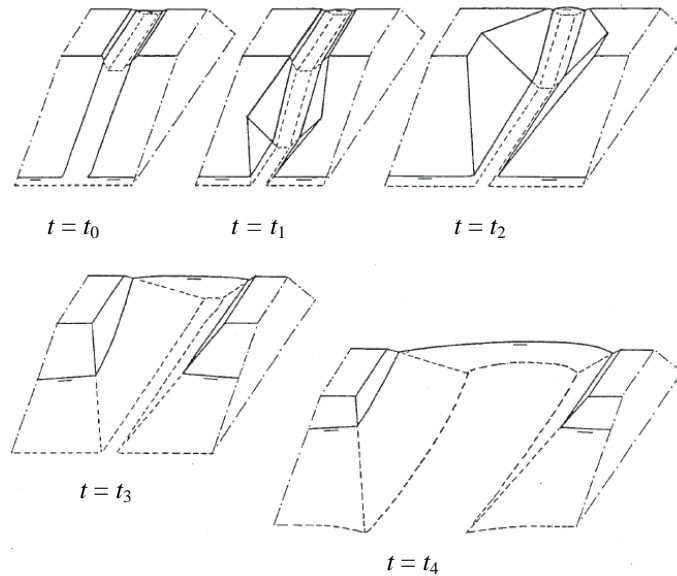 t = t₀
t = t₁
t = t₂
t = t₃
t = t₄